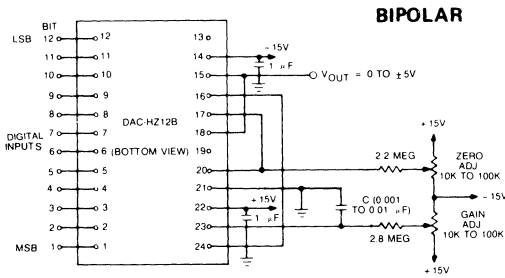 BIPOLAR
BIT
LSB 12 12 13
11 11 14 − 15V
1 μF
10 10 15 VOUT = 0 TO ±5V
9 9 16
8 8 DAC-HZ12B 17
DIGITAL INPUTS
7 7 18
6 6 (BOTTOM VIEW) 19
5 5 20
4 4 21
3 3 22 + 15V
1 μF
2 2 23
MSB 1 1 24
2 2 MEG
C (0 001
TO 0 01 μF)
2.8 MEG
+ 15V
ZERO
ADJ
10K TO 100K
− 15V
GAIN
ADJ
10K TO 100K
+15V